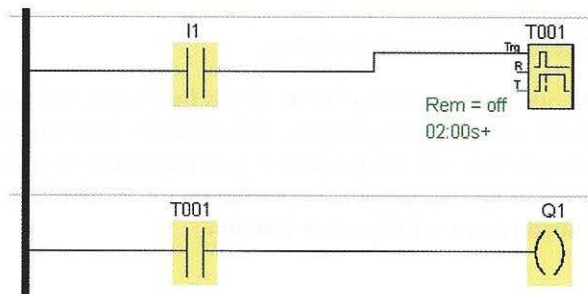 I1
T001
Trg
R
T
Rem = off
02:00s+
T001
Q1